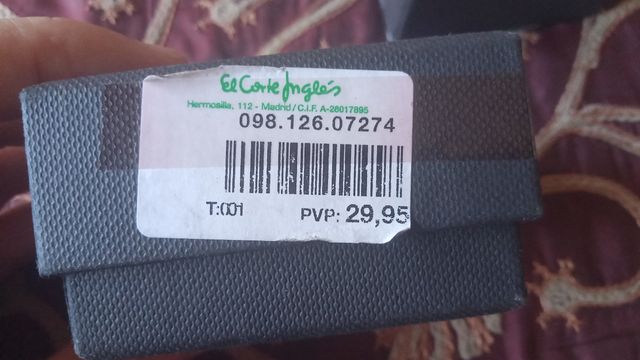 El Corte Inglés
Hermosilla, 112 - Madrid / C.I.F. A-28017895
098.126.07274
T:001 PVP: 29,95